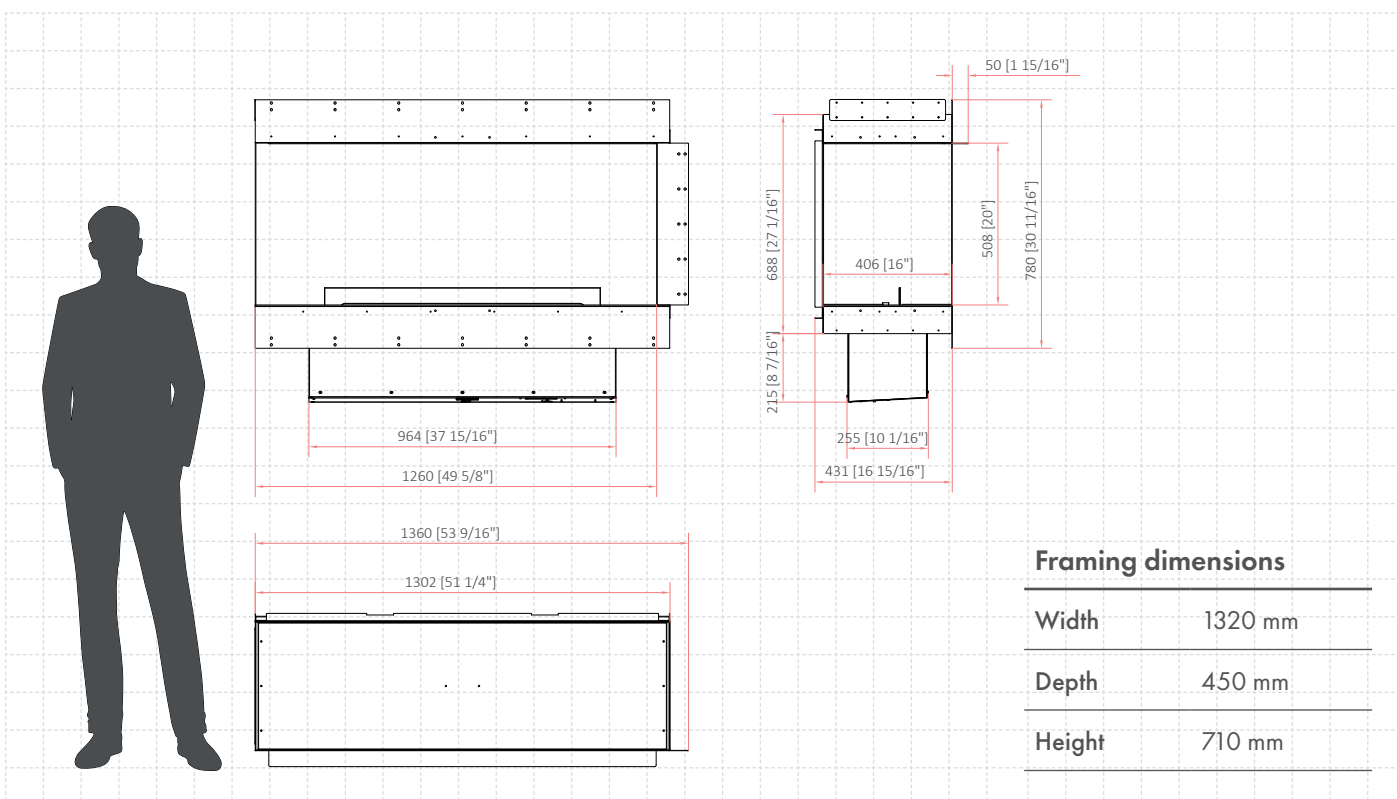 50 [1 15/16"]
688 [27 1/16"]
406 [16"]
508 [20"]
780 [30 11/16"]
215 [8 7/16"]
964 [37 15/16"]
255 [10 1/16"]
1260 [49 5/8"]
431 [16 15/16"]
1360 [53 9/16"]
1302 [51 1/4"]
Framing dimensions
Width 1320 mm
Depth 450 mm
Height 710 mm